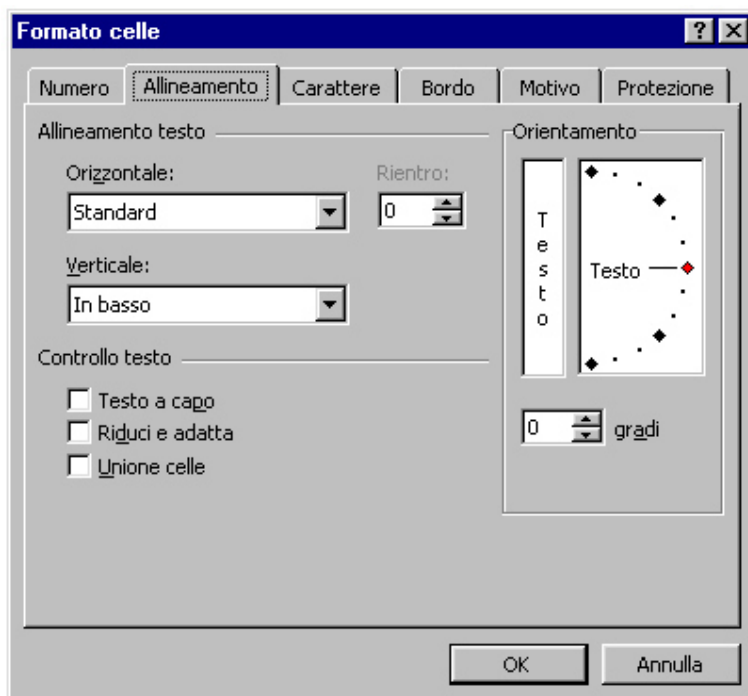 Formato celle
Numero Allineamento Carattere Bordo Motivo Protezione
Allineamento testo
Orizzontale:
Rientro:
Standard
0
Verticale:
In basso
Controllo testo
Testo a capo
Riduci e adatta
Unione celle
Orientamento
Testo
Testo
0 gradi
OK Annulla